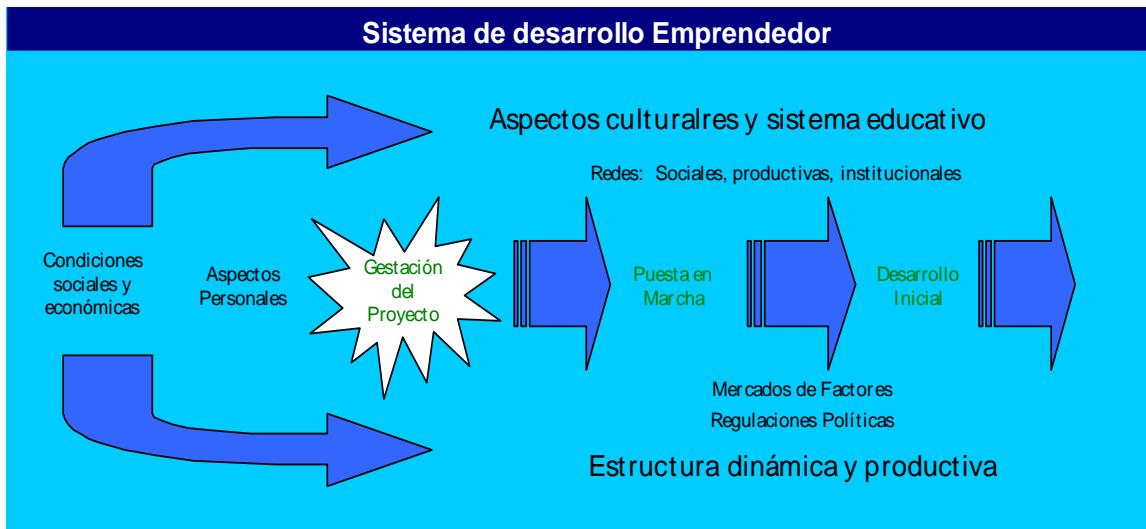 Sistema de desarrollo Emprendedor
Aspectos culturalres y sistema educativo
Redes: Sociales, productivas, institucionales
Condiciones
sociales y
económicas
Aspectos
Personales
Gestación
del
Proyecto
Puesta en
Marcha
Desarrollo
Inicial
Mercados de Factores
Regulaciones Políticas
Estructura dinámica y productiva